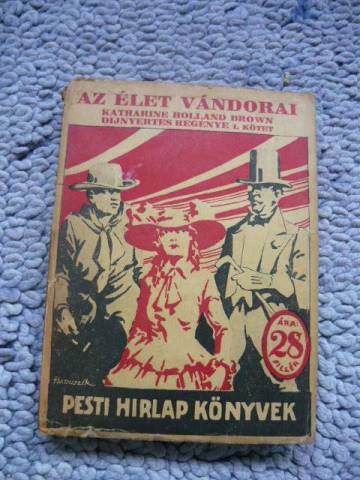 AZ ÉLET VÁNDORAI
KATHARINE HOLLAND BROWN
DIJNYERTES REGÉNYE I. KÖTET
ÁRA:
28
FILLÉR
PESTI HIRLAP KÖNYVEK